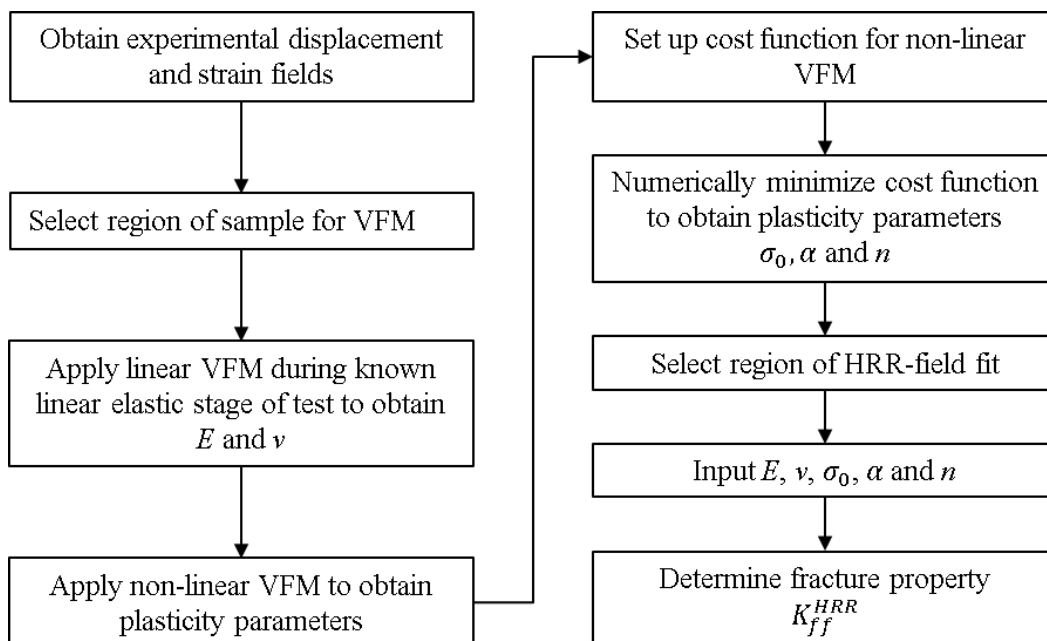 Obtain experimental displacement
and strain fields
Select region of sample for VFM
Apply linear VFM during known
linear elastic stage of test to obtain
E and ν
Apply non-linear VFM to obtain
plasticity parameters
Set up cost function for non-linear
VFM
Numerically minimize cost function
to obtain plasticity parameters
σ₀, α and n
Select region of HRR-field fit
Input E, ν, σ₀, α and n
Determine fracture property
K_{ff}^{HRR}